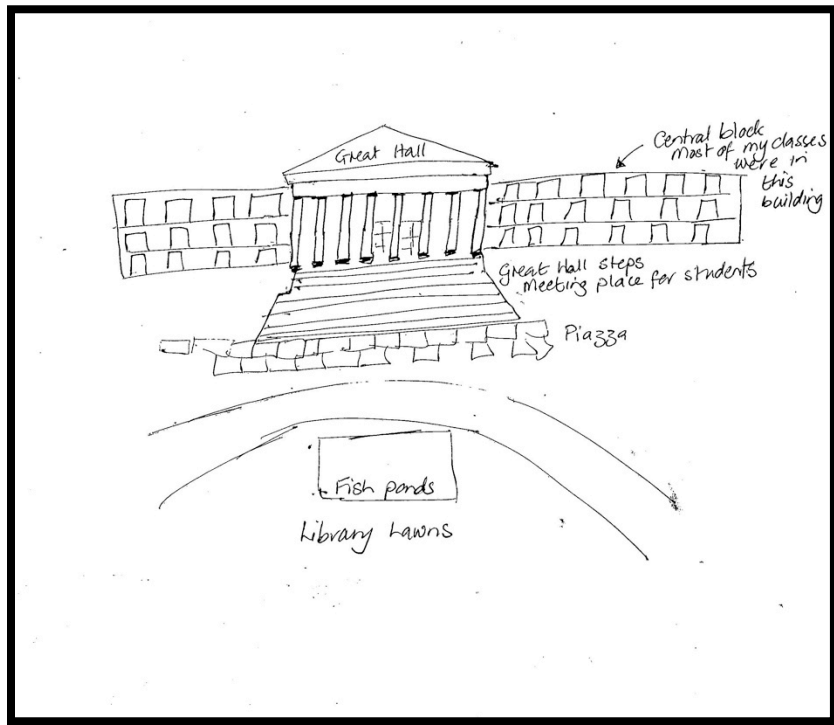 Great Hall
Central block
Most of my classes
were in
this
building
Great Hall steps
Meeting place for students
Piazza
Fish ponds
Library Lawns